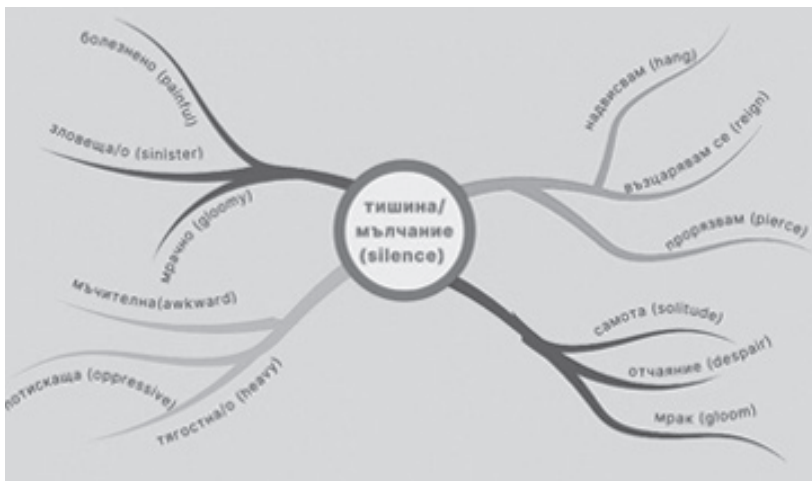 болезнено (painful)
зловеща/о (sinister)
мрачно (gloomy)
мъчителна(awkward)
потискаща (oppressive)
тягостна/о (heavy)
тишина/
мълчание
(silence)
надвисвам (hang)
възцарявам се (reign)
прорязвам (pierce)
самота (solitude)
отчаяние (despair)
мрак (gloom)